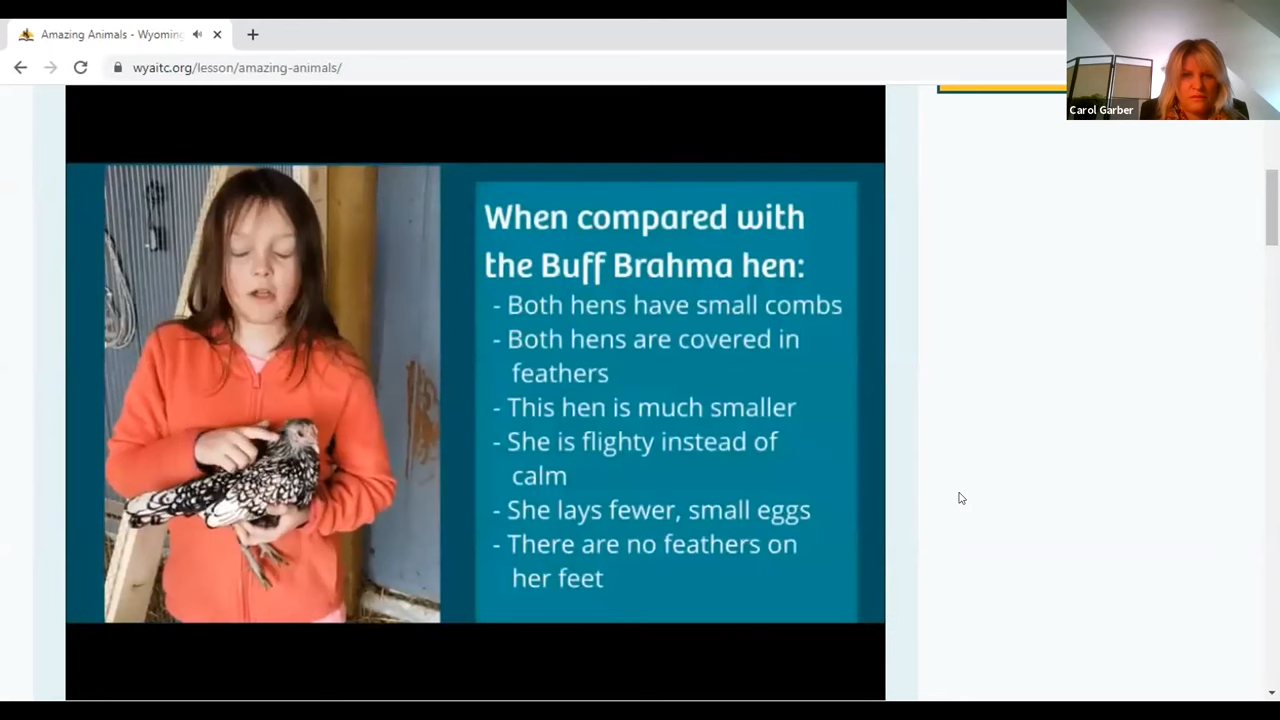 Amazing Animals - Wyoming
wyaitc.org/lesson/amazing-animals/
Carol Garber
When compared with
the Buff Brahma hen:
- Both hens have small combs
- Both hens are covered in
feathers
- This hen is much smaller
- She is flighty instead of
calm
- She lays fewer, small eggs
- There are no feathers on
her feet